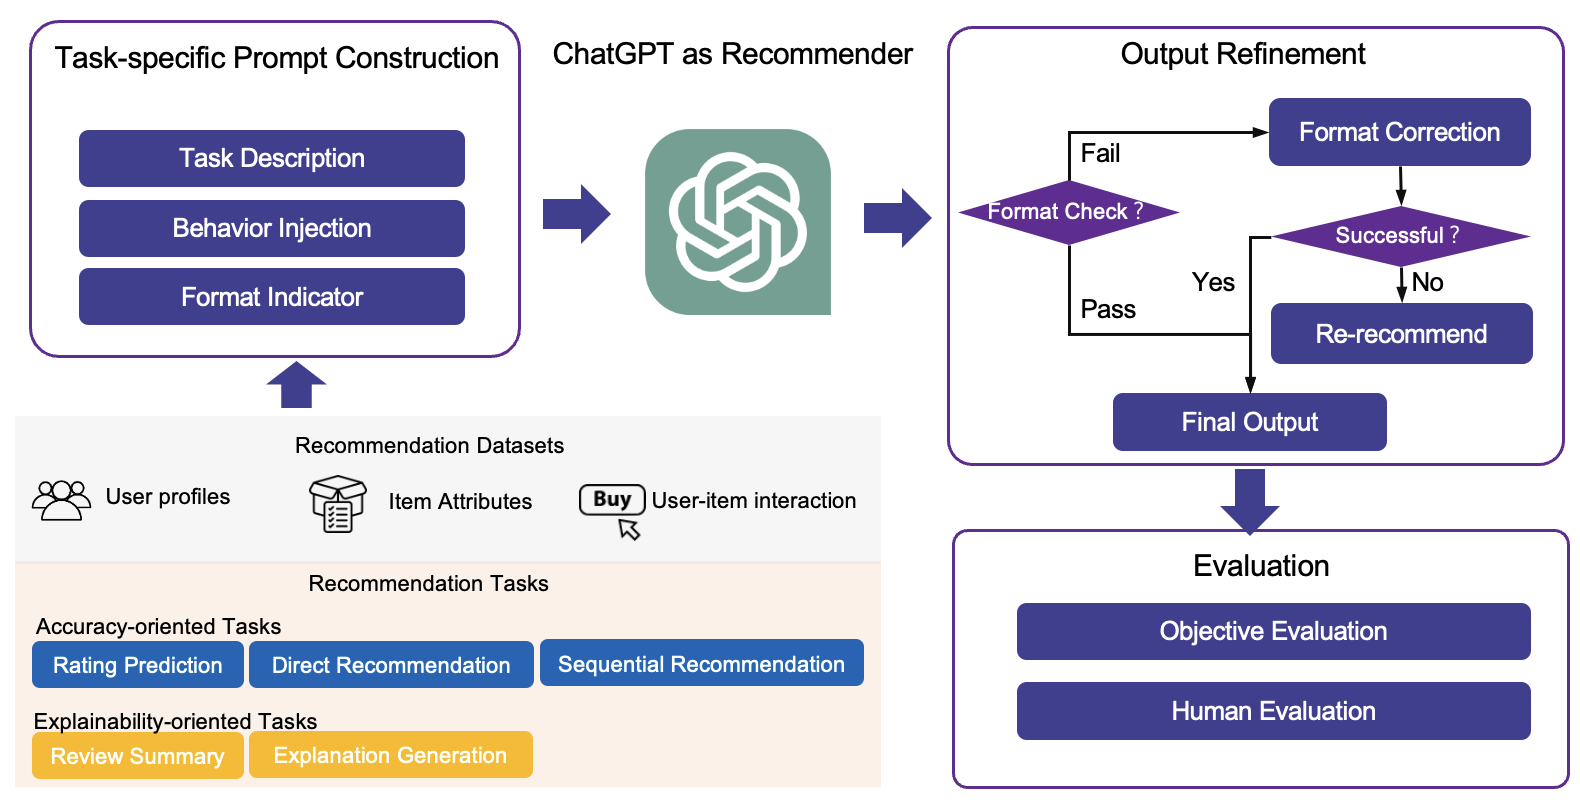 Task-specific Prompt Construction
Task Description
Behavior Injection
Format Indicator
ChatGPT as Recommender
Output Refinement
Format Correction
Fail
Format Check ?
Successful ?
Yes
No
Pass
Re-recommend
Final Output
Recommendation Datasets
User profiles
Item Attributes
Buy
User-item interaction
Recommendation Tasks
Accuracy-oriented Tasks
Rating Prediction
Direct Recommendation
Sequential Recommendation
Explainability-oriented Tasks
Review Summary
Explanation Generation
Evaluation
Objective Evaluation
Human Evaluation